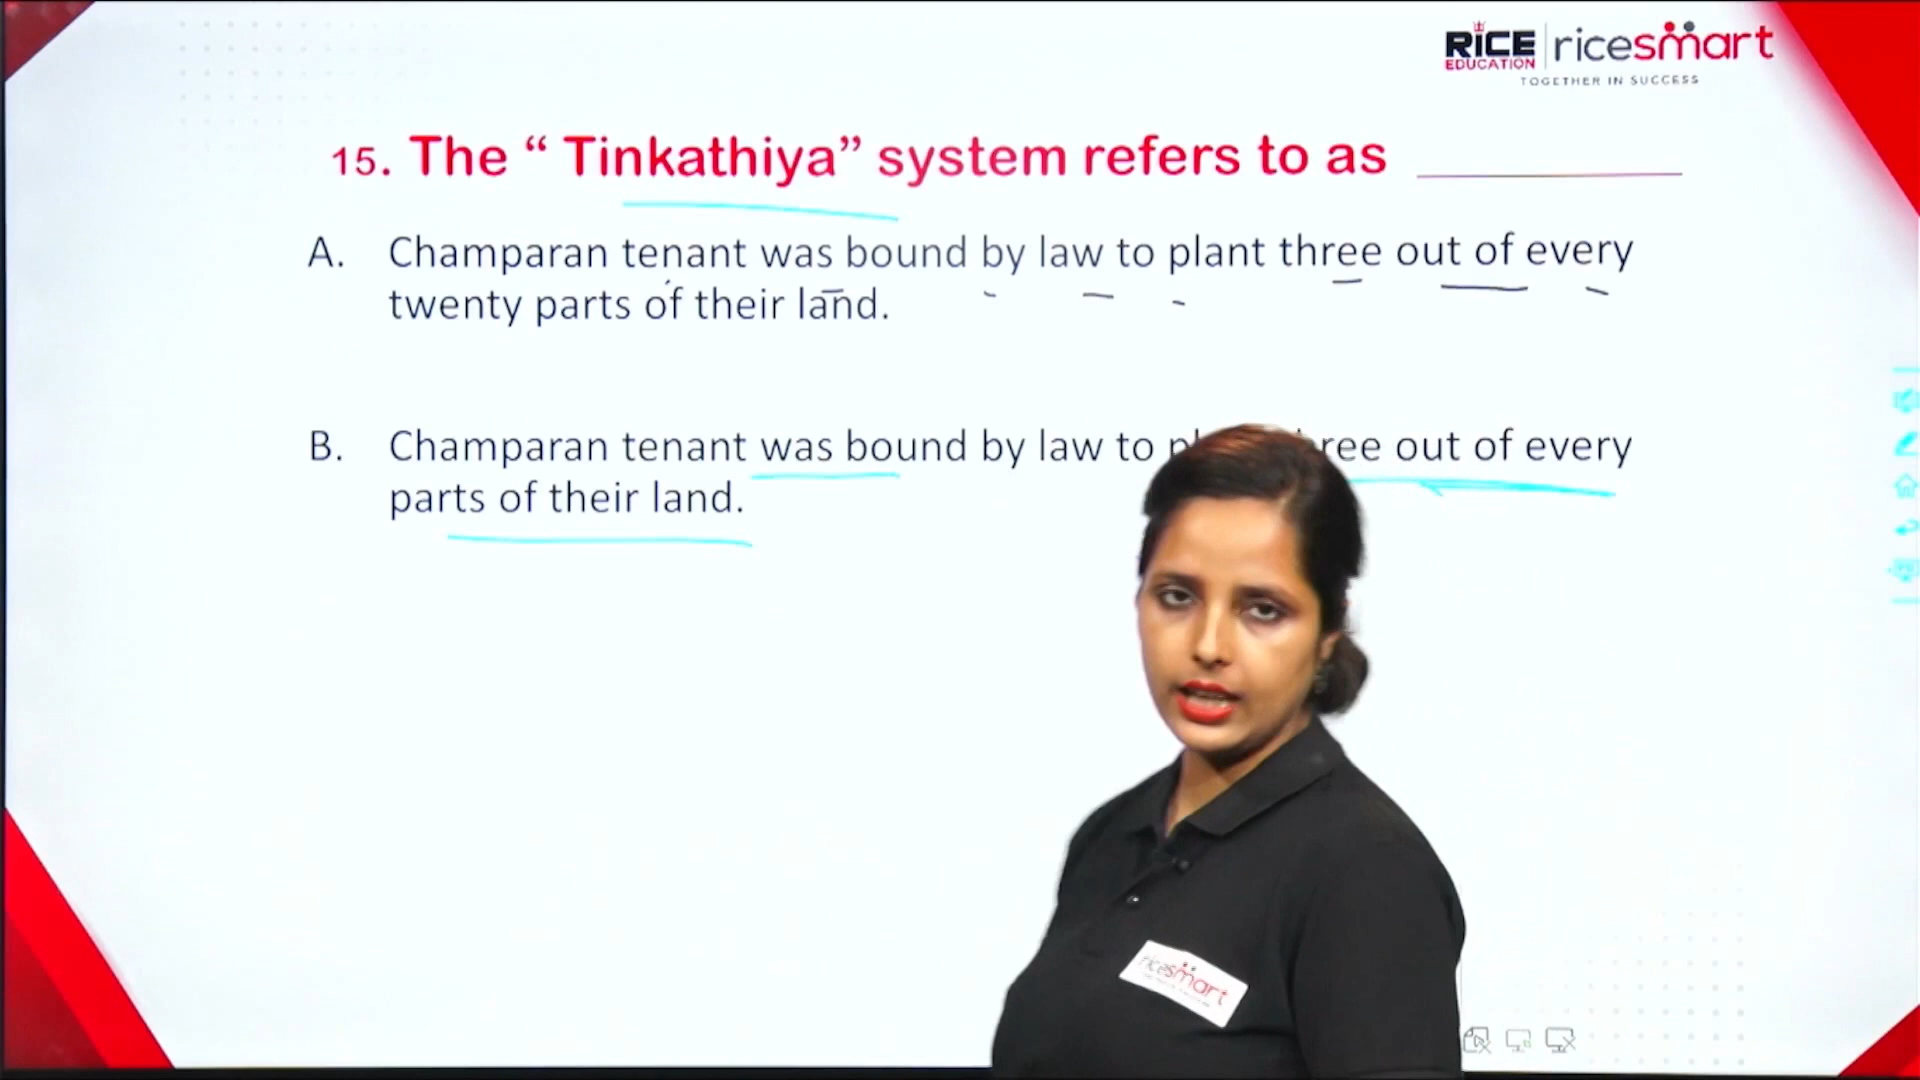 RICE
EDUCATION
ricesmart
TOGETHER IN SUCCESS
15. The “ Tinkathiya” system refers to as
A. Champaran tenant was bound by law to plant three out of every
twenty parts of their land.
B. Champaran tenant was bound by law to ree out of every
parts of their land.
ricesmart